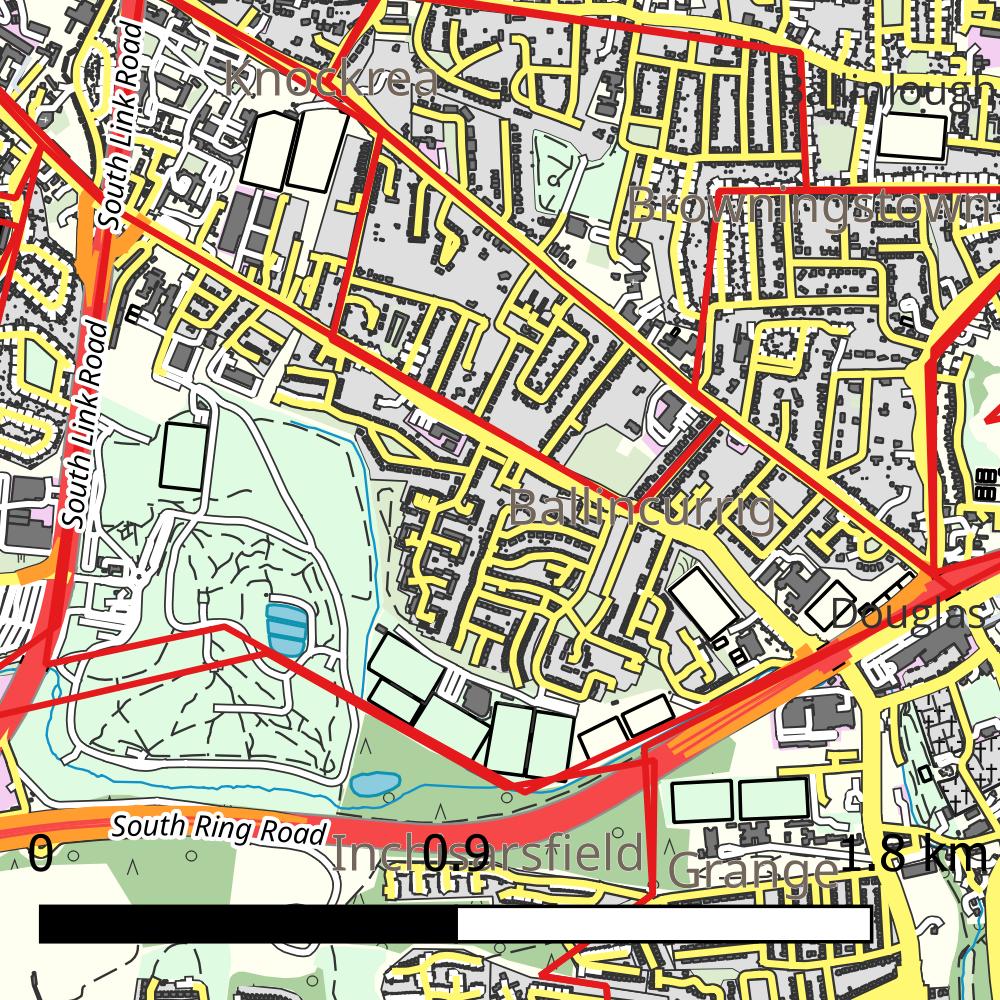 South Link Road
Knockrea
Ballinlough
Browningstown
South Link Road
Ballincurrig
Douglas
South Ring Road
Inchisarsfield
Grange
0
0.9
1.8 km